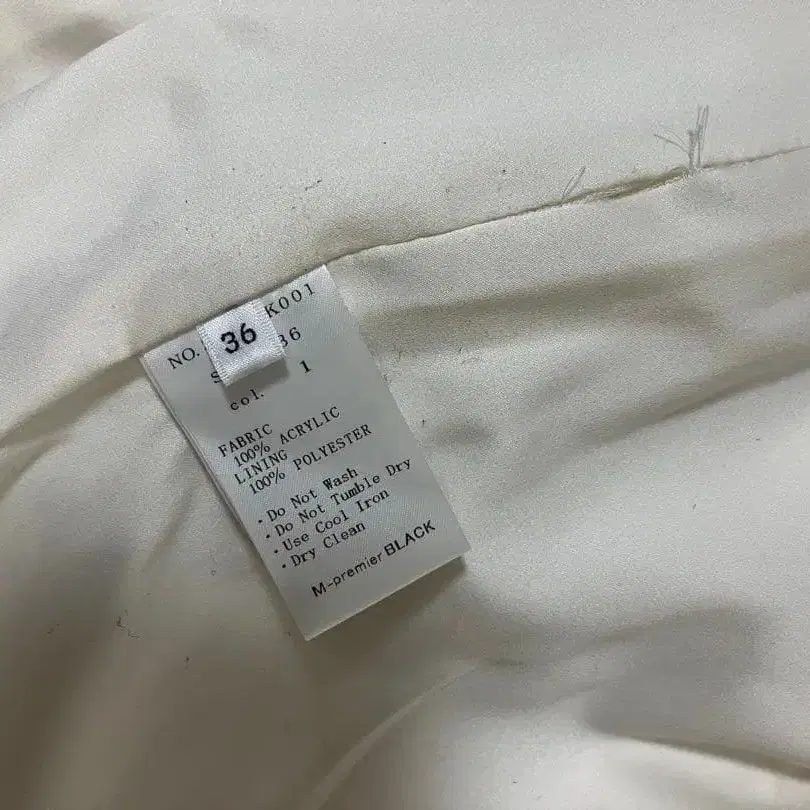 NO. K001
36
36
col. 1
FABRIC
100% ACRYLIC
LINING
100% POLYESTER
・Do Not Wash
・Do Not Tumble Dry
・Use Cool Iron
・Dry Clean
M-premier BLACK